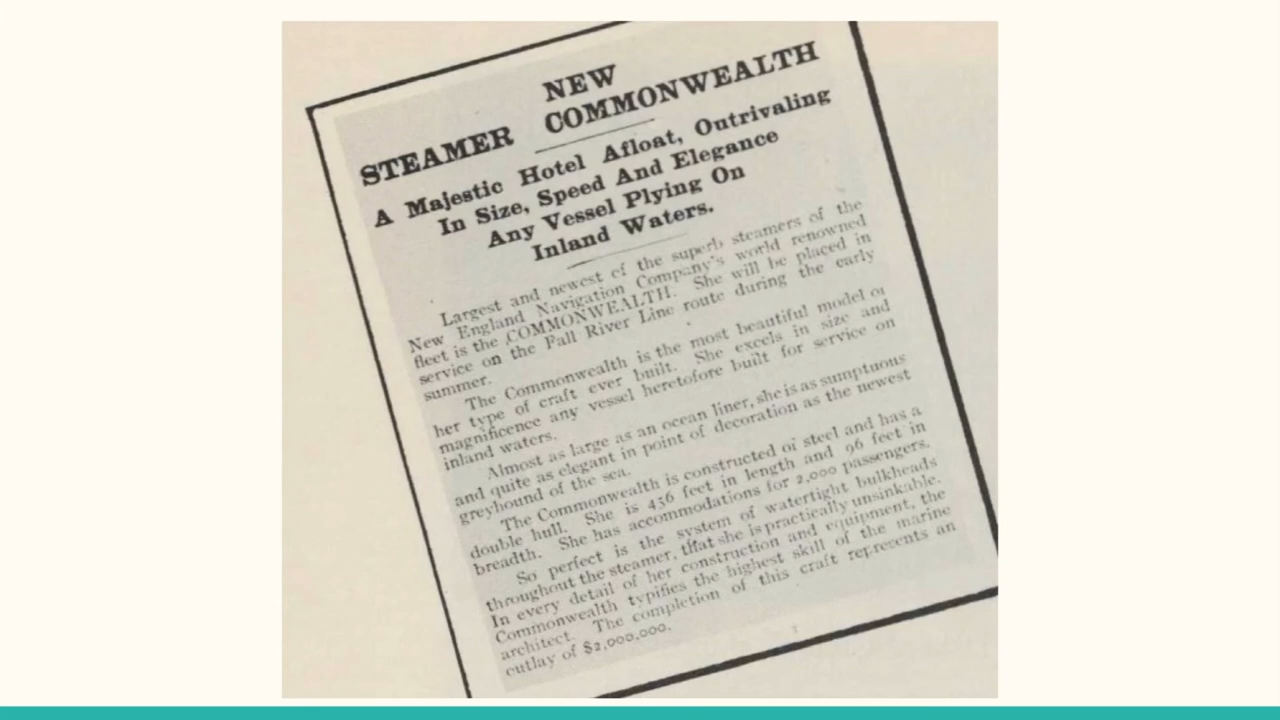 NEW
STEAMER COMMONWEALTH
A Majestic Hotel Afloat, Outrivaling
In Size, Speed And Elegance
Any Vessel Plying On
Inland Waters.
Largest and newest of the superb steamers of the
New England Navigation Company's world renowned
fleet is the COMMONWEALTH. She will be placed in
service on the Fall River Line route during the early
summer.
The Commonwealth is the most beautiful model of
her type of craft ever built. She excels in size and
magnificence any vessel heretofore built for service on
inland waters.
Almost as large as an ocean liner, she is as sumptuous
and quite as elegant in point of decoration as the newest
greyhound of the sea.
The Commonwealth is constructed of steel and has a
double hull. She is 456 feet in length and 96 feet in
breadth. She has accommodations for 2,000 passengers.
So perfect is the system of watertight bulkheads
throughout the steamer, that she is practically unsinkable.
In every detail of her construction and equipment, the
Commonwealth typifies the highest skill of the marine
architect. The completion of this craft represents an
outlay of $2,000,000.